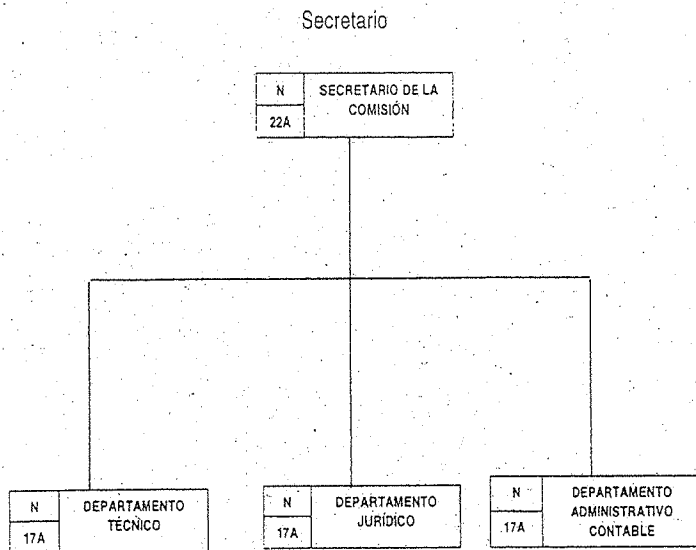 Secretario
N
22A
SECRETARIO DE LA
COMISIÓN
N
17A
DEPARTAMENTO
TÉCNICO
N
17A
DEPARTAMENTO
JURÍDICO
N
17A
DEPARTAMENTO
ADMINISTRATIVO
CONTABLE